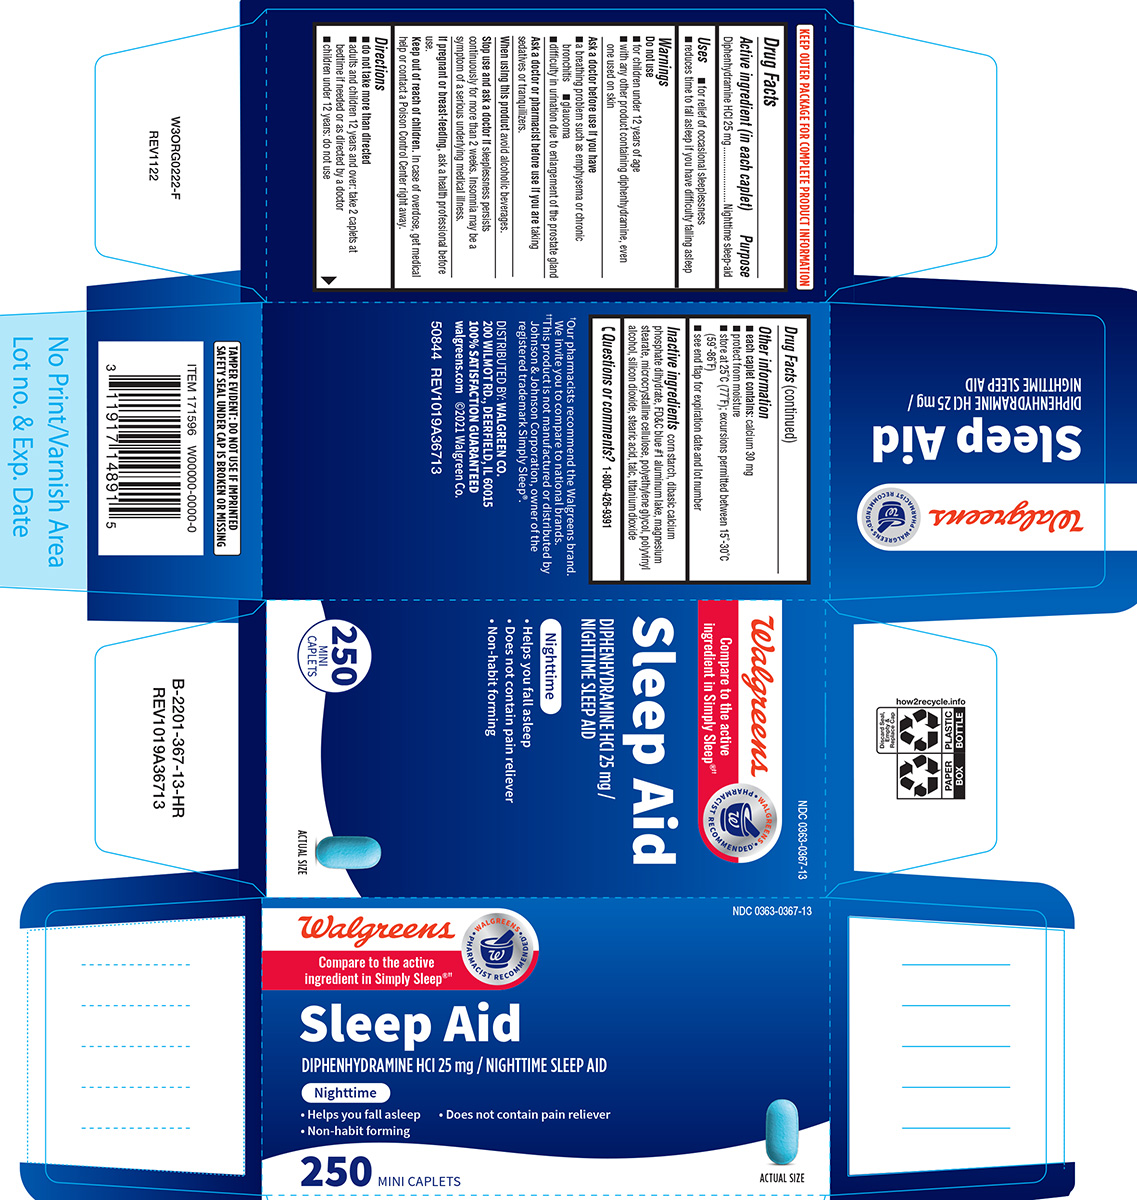 KEEP OUTER PACKAGE FOR COMPLETE PRODUCT INFORMATION
Drug Facts
Active ingredient (in each caplet) Purpose
Diphenhydramine HCl 25 mg ........................ Nighttime sleep-aid
Uses ■ for relief of occasional sleeplessness
■ reduces time to fall asleep if you have difficulty falling asleep
Warnings
Do not use
■ for children under 12 years of age
■ with any other product containing diphenhydramine, even
one used on skin
Ask a doctor before use if you have
■ a breathing problem such as emphysema or chronic
bronchitis ■ glaucoma
■ difficulty in urination due to enlargement of the prostate gland
Ask a doctor or pharmacist before use if you are taking
sedatives or tranquilizers.
When using this product avoid alcoholic beverages.
Stop use and ask a doctor if sleeplessness persists
continuously for more than 2 weeks. Insomnia may be a
symptom of a serious underlying medical illness.
If pregnant or breast-feeding, ask a health professional before
use.
Keep out of reach of children. In case of overdose, get medical
help or contact a Poison Control Center right away.
Directions
■ do not take more than directed
■ adults and children 12 years and over: take 2 caplets at
bedtime if needed or as directed by a doctor
■ children under 12 years: do not use
W3ORG0222-F
REV1122
Drug Facts (continued)
Other information
■ each caplet contains: calcium 30 mg
■ protect from moisture
■ store at 25°C (77°F); excursions permitted between 15°-30°C
(59°-86°F)
■ see end flap for expiration date and lot number
Inactive ingredients corn starch, dibasic calcium
phosphate dihydrate, FD&C blue #1 aluminum lake, magnesium
stearate, microcrystalline cellulose, polyethylene glycol, polyvinyl
alcohol, silicon dioxide, stearic acid, talc, titanium dioxide
Questions or comments? 1-800-426-9391
†Our pharmacists recommend the Walgreens brand.
We invite you to compare to national brands.
††This product is not manufactured or distributed by
Johnson & Johnson Corporation, owner of the
registered trademark Simply Sleep®.
DISTRIBUTED BY: WALGREEN CO.
200 WILMOT RD., DEERFIELD, IL 60015
100% SATISFACTION GUARANTEED
walgreens.com ©2021 Walgreen Co.
50844 REV1019A36713
TAMPER EVIDENT: DO NOT USE IF IMPRINTED
SAFETY SEAL UNDER CAP IS BROKEN OR MISSING
ITEM 171596 W00000-0000-0
3 11917 14891 5
No Print/Varnish Area
Lot no. & Exp. Date
Walgreens
WALGREENS • PHARMACIST RECOMMENDED
Sleep Aid
DIPHENHYDRAMINE HCl 25 mg /
NIGHTTIME SLEEP AID
NDC 0363-0367-13
Walgreens
Compare to the active
ingredient in Simply Sleep®††
WALGREENS • PHARMACIST RECOMMENDED†
Sleep Aid
DIPHENHYDRAMINE HCl 25 mg /
NIGHTTIME SLEEP AID
Nighttime
• Helps you fall asleep
• Does not contain pain reliever
• Non-habit forming
250
MINI
CAPLETS
ACTUAL SIZE
how2recycle.info
Discard Seal,
Empty &
Replace Cap
PLASTIC
BOTTLE
PAPER
BOX
B-2201-367-13-HR
REV1019A36713
NDC 0363-0367-13
Walgreens
Compare to the active
ingredient in Simply Sleep®††
WALGREENS • PHARMACIST RECOMMENDED•
Sleep Aid
DIPHENHYDRAMINE HCl 25 mg / NIGHTTIME SLEEP AID
Nighttime
• Helps you fall asleep • Does not contain pain reliever
• Non-habit forming
250 MINI CAPLETS
ACTUAL SIZE